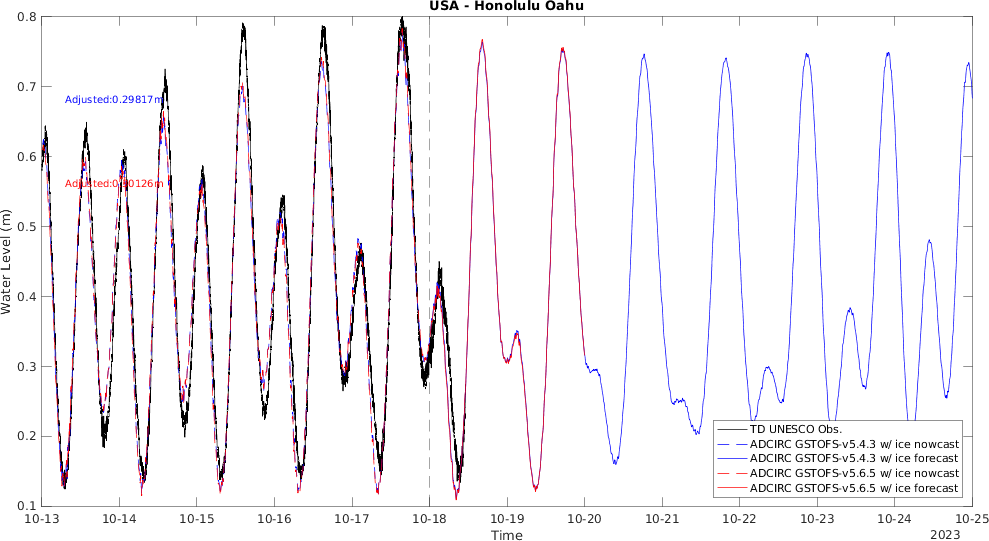 USA - Honolulu Oahu
0.8
0.7
0.6
0.5
0.4
0.3
0.2
0.1
Water Level (m)
Adjusted:0.29817m
Adjusted:0.30126m
10-13 10-14 10-15 10-16 10-17 10-18 10-19 10-20 10-21 10-22 10-23 10-24 10-25
Time
2023
TD UNESCO Obs.
ADCIRC GSTOFS-v5.4.3 w/ ice nowcast
ADCIRC GSTOFS-v5.4.3 w/ ice forecast
ADCIRC GSTOFS-v5.6.5 w/ ice nowcast
ADCIRC GSTOFS-v5.6.5 w/ ice forecast